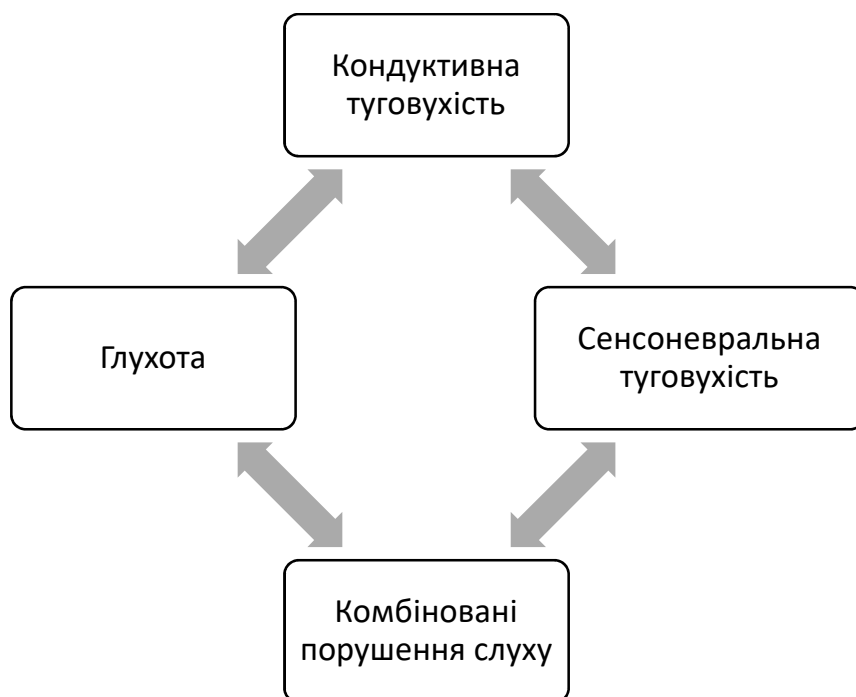 Кондуктивна
туговухість
Глухота
Сенсоневральна
туговухість
Комбіновані
порушення слуху